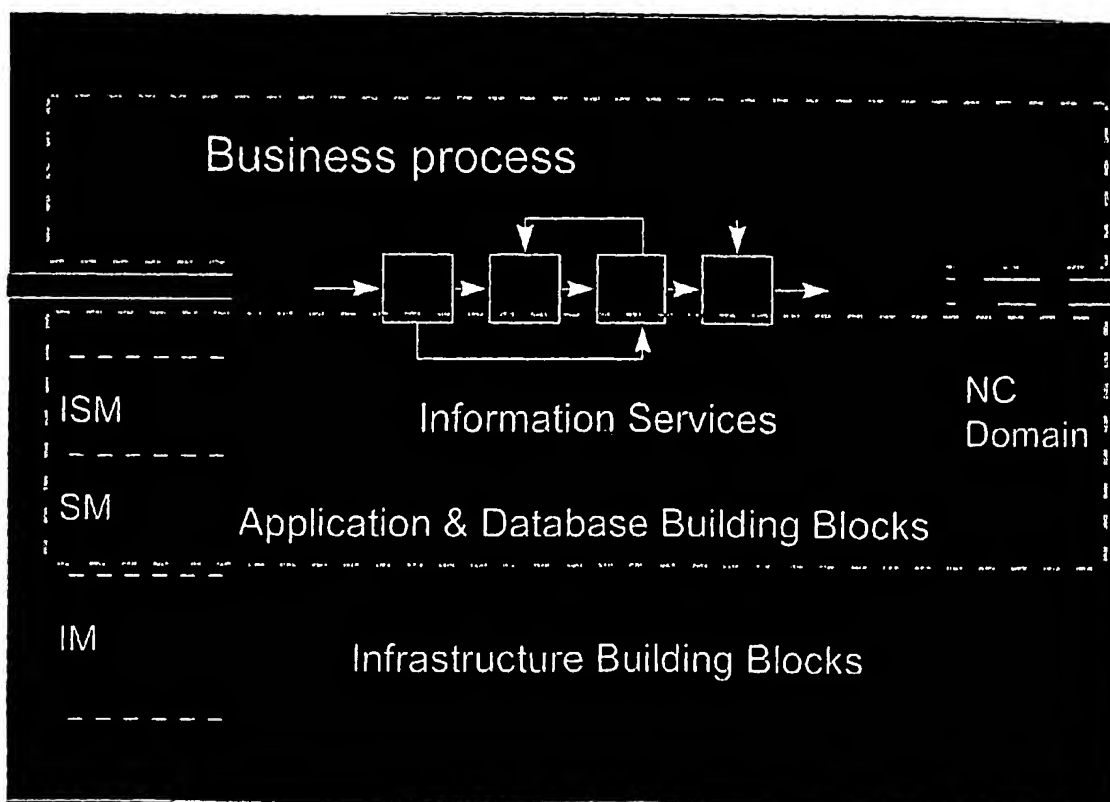 Business process
ISM
Information Services
NC
Domain
SM
Application & Database Building Blocks
IM
Infrastructure Building Blocks